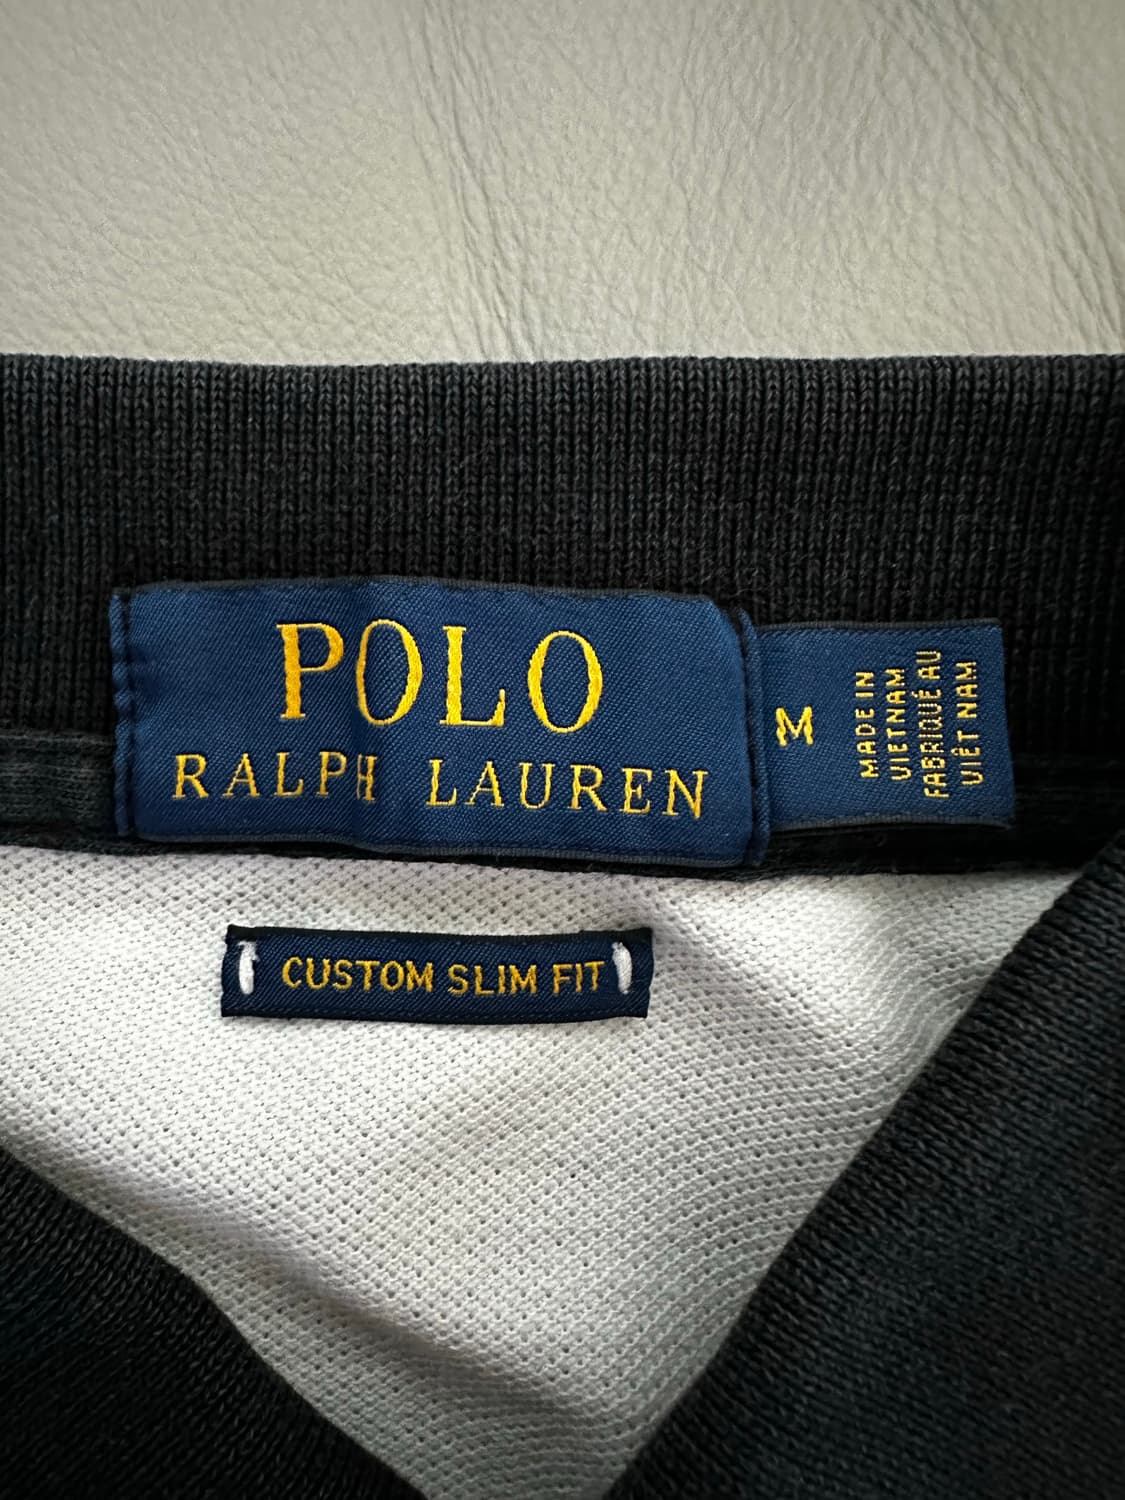 POLO
RALPH LAUREN
M
MADE IN
VIETNAM
FABRIQUÉ AU
VIÊT NAM
CUSTOM SLIM FIT